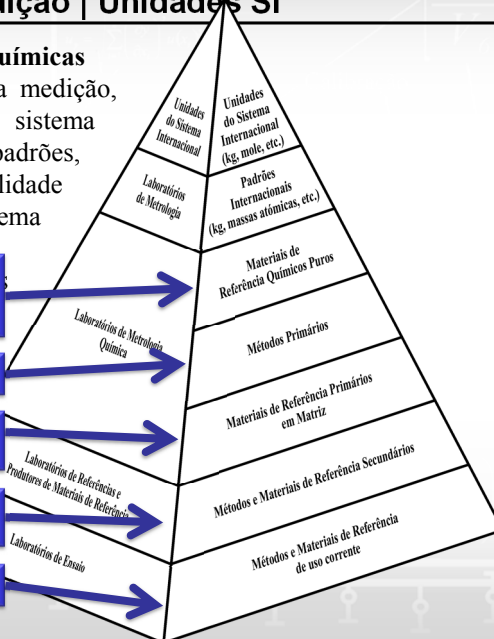 dição | Unidades SI
uímicas
a medição,
sistema
padrões,
lidade
ema
s
Unidades
do Sistema
Internacional
Unidades
do Sistema
Internacional
(kg, mole, etc.)
Laboratórios
de Metrologia
Padrões
Internacionais
(kg, massas atómicas, etc.)
Materiais de
Referência Químicos Puros
Laboratórios de Metrologia
Química
Métodos Primários
Materiais de Referência Primários
em Matriz
Laboratórios de Referências e
Produtores de Materiais de Referência
Métodos e Materiais de Referência Secundários
Laboratórios de Ensaio
Métodos e Materiais de Referência
de uso corrente